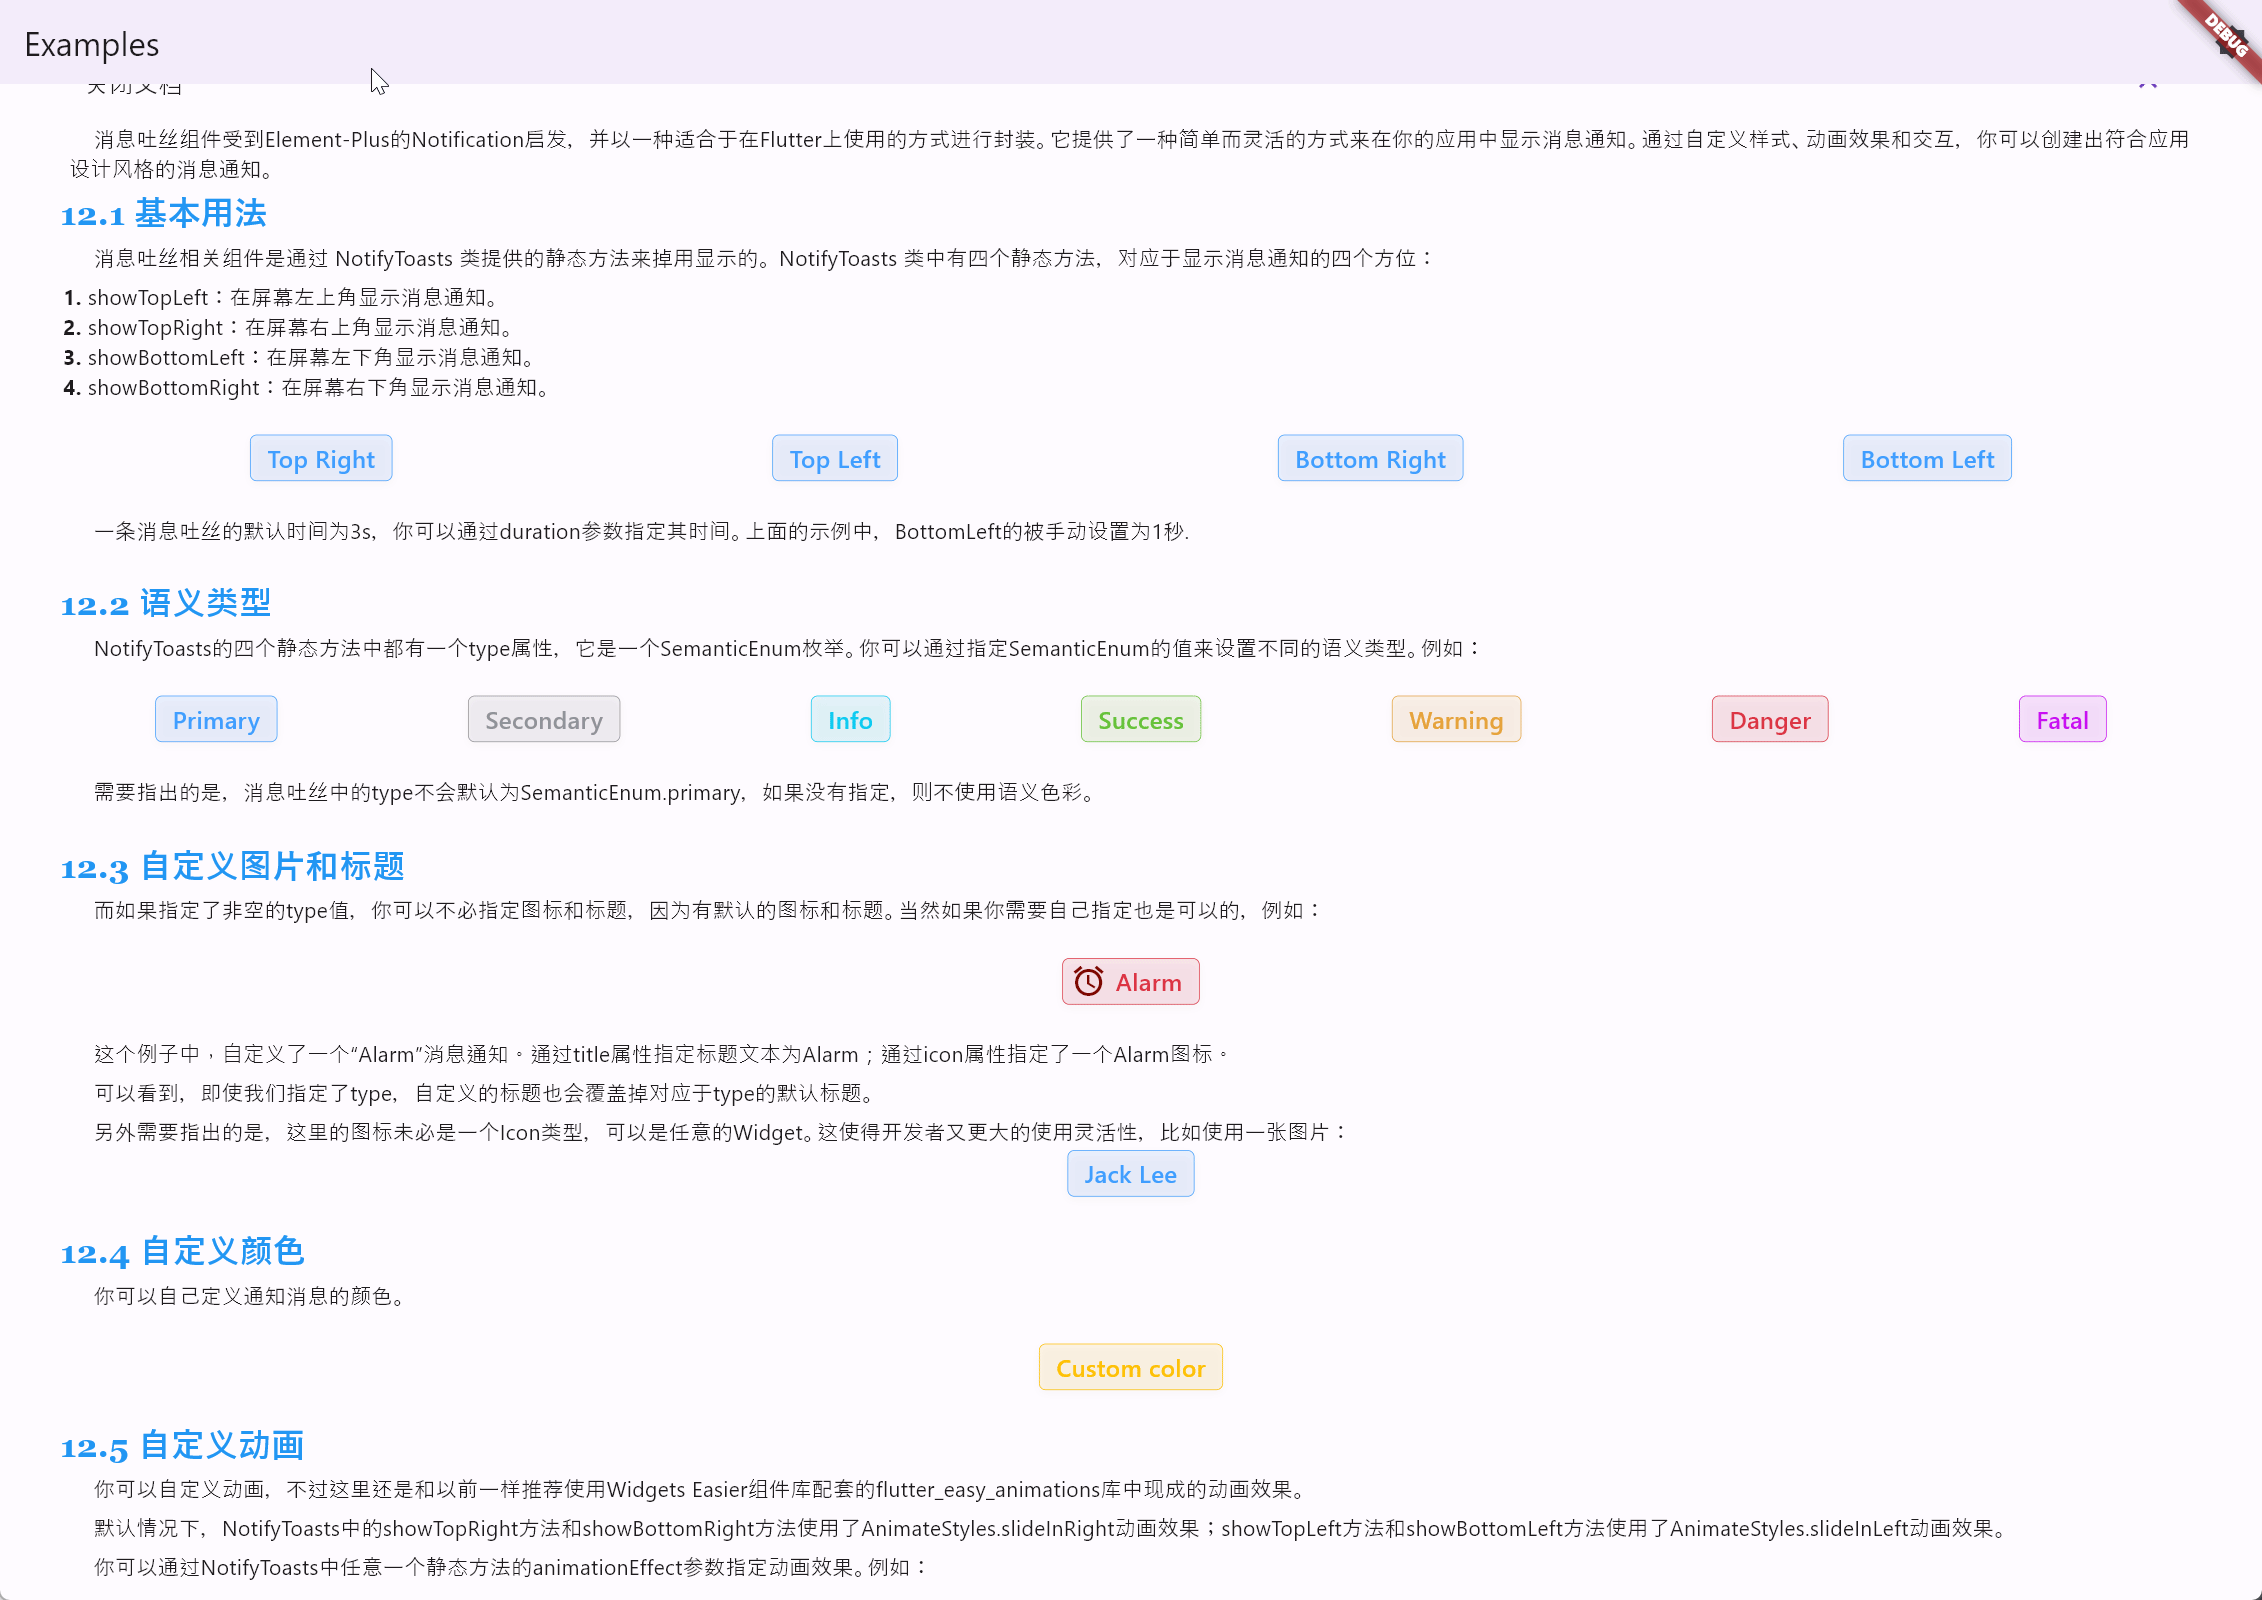 Examples
DEBUG
关闭文档
消息吐丝组件受到Element-Plus的Notification启发，并以一种适合于在Flutter上使用的方式进行封装。它提供了一种简单而灵活的方式来在你的应用中显示消息通知。通过自定义样式、动画效果和交互，你可以创建出符合应用
设计风格的消息通知。
12.1 基本用法
消息吐丝相关组件是通过 NotifyToasts 类提供的静态方法来掉用显示的。NotifyToasts 类中有四个静态方法，对应于显示消息通知的四个方位：
1. showTopLeft：在屏幕左上角显示消息通知。
2. showTopRight：在屏幕右上角显示消息通知。
3. showBottomLeft：在屏幕左下角显示消息通知。
4. showBottomRight：在屏幕右下角显示消息通知。
Top Right Top Left Bottom Right Bottom Left
一条消息吐丝的默认时间为3s，你可以通过duration参数指定其时间。上面的示例中，BottomLeft的被手动设置为1秒.
12.2 语义类型
NotifyToasts的四个静态方法中都有一个type属性，它是一个SemanticEnum枚举。你可以通过指定SemanticEnum的值来设置不同的语义类型。例如：
Primary Secondary Info Success Warning Danger Fatal
需要指出的是，消息吐丝中的type不会默认为SemanticEnum.primary，如果没有指定，则不使用语义色彩。
12.3 自定义图片和标题
而如果指定了非空的type值，你可以不必指定图标和标题，因为有默认的图标和标题。当然如果你需要自己指定也是可以的，例如：
Alarm
这个例子中，自定义了一个“Alarm”消息通知。通过title属性指定标题文本为Alarm；通过icon属性指定了一个Alarm图标。
可以看到，即使我们指定了type，自定义的标题也会覆盖掉对应于type的默认标题。
另外需要指出的是，这里的图标未必是一个Icon类型，可以是任意的Widget。这使得开发者又更大的使用灵活性，比如使用一张图片：
Jack Lee
12.4 自定义颜色
你可以自己定义通知消息的颜色。
Custom color
12.5 自定义动画
你可以自定义动画，不过这里还是和以前一样推荐使用Widgets Easier组件库配套的flutter_easy_animations库中现成的动画效果。
默认情况下，NotifyToasts中的showTopRight方法和showBottomRight方法使用了AnimateStyles.slideInRight动画效果；showTopLeft方法和showBottomLeft方法使用了AnimateStyles.slideInLeft动画效果。
你可以通过NotifyToasts中任意一个静态方法的animationEffect参数指定动画效果。例如：